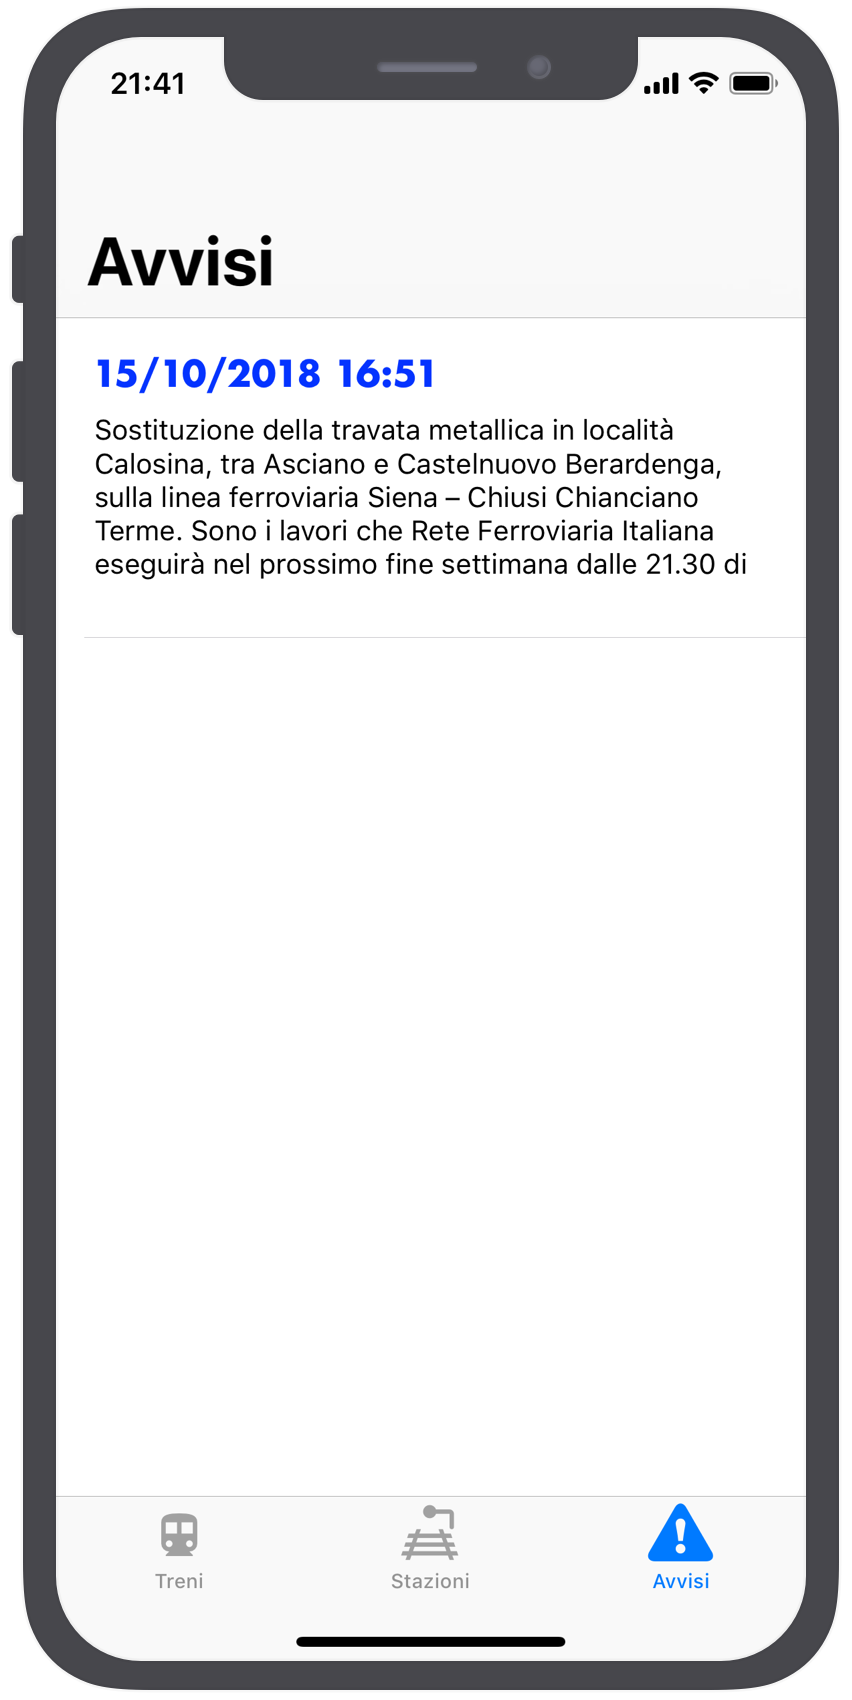 21:41
Avvisi
15/10/2018 16:51
Sostituzione della travata metallica in località
Calosina, tra Asciano e Castelnuovo Berardenga,
sulla linea ferroviaria Siena – Chiusi Chianciano
Terme. Sono i lavori che Rete Ferroviaria Italiana
eseguirà nel prossimo fine settimana dalle 21.30 di
Treni
Stazioni
Avvisi